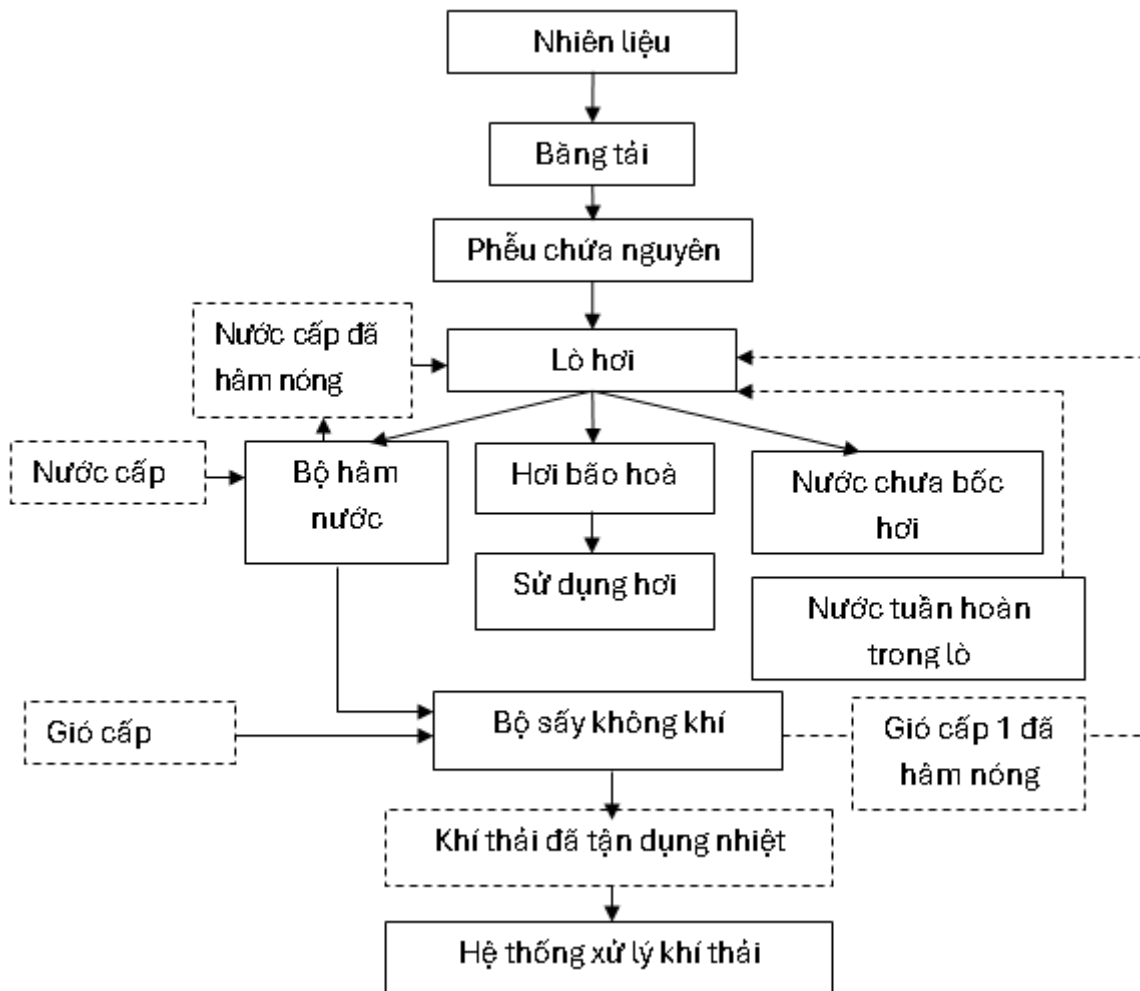 Nhiên liệu
Băng tải
Phễu chứa nguyên
Nước cấp đã
hâm nóng
Lò hơi
Nước cấp
Bộ hâm
nước
Hơi bão hoà
Nước chưa bốc
hơi
Sử dụng hơi
Nước tuần hoàn
trong lò
Gió cấp
Bộ sấy không khí
Gió cấp 1 đã
hâm nóng
Khí thải đã tận dụng nhiệt
Hệ thống xử lý khí thải